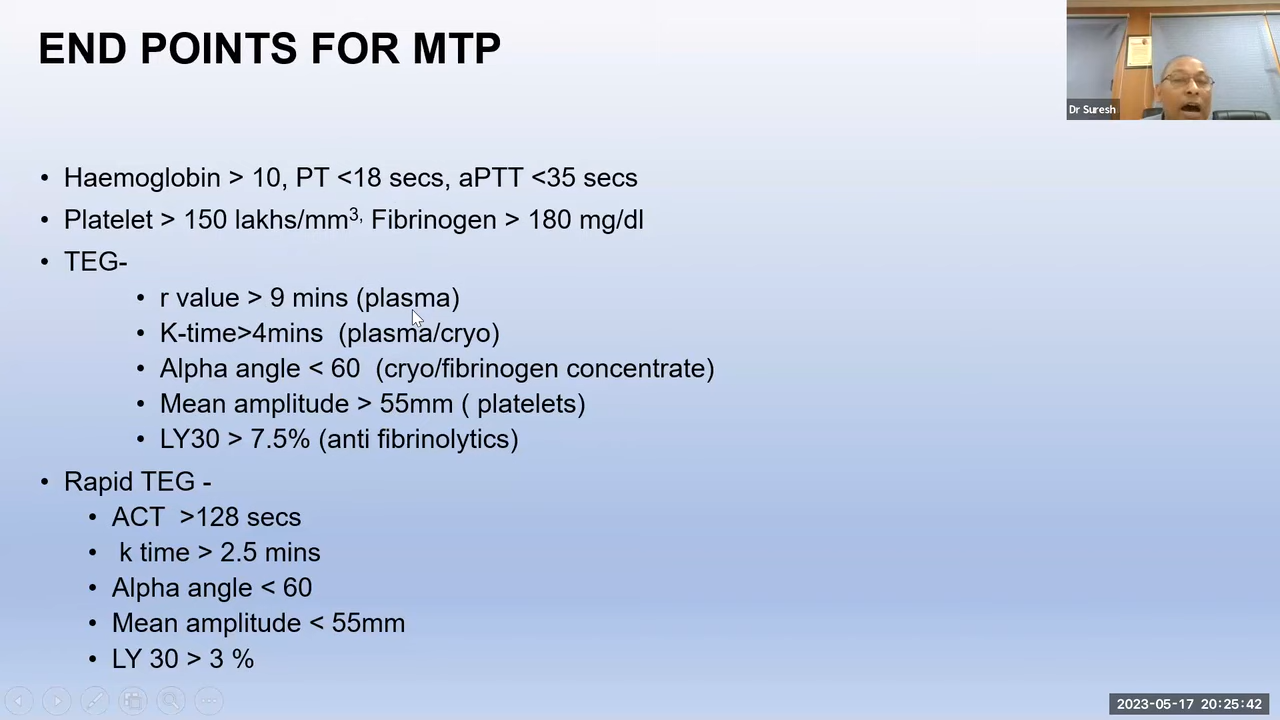 END POINTS FOR MTP
Dr Suresh
• Haemoglobin > 10, PT <18 secs, aPTT <35 secs
• Platelet > 150 lakhs/mm³, Fibrinogen > 180 mg/dl
• TEG-
• r value > 9 mins (plasma)
• K-time>4mins (plasma/cryo)
• Alpha angle < 60 (cryo/fibrinogen concentrate)
• Mean amplitude > 55mm ( platelets)
• LY30 > 7.5% (anti fibrinolytics)
• Rapid TEG -
• ACT >128 secs
• k time > 2.5 mins
• Alpha angle < 60
• Mean amplitude < 55mm
• LY 30 > 3 %
2023-05-17 20:25:42